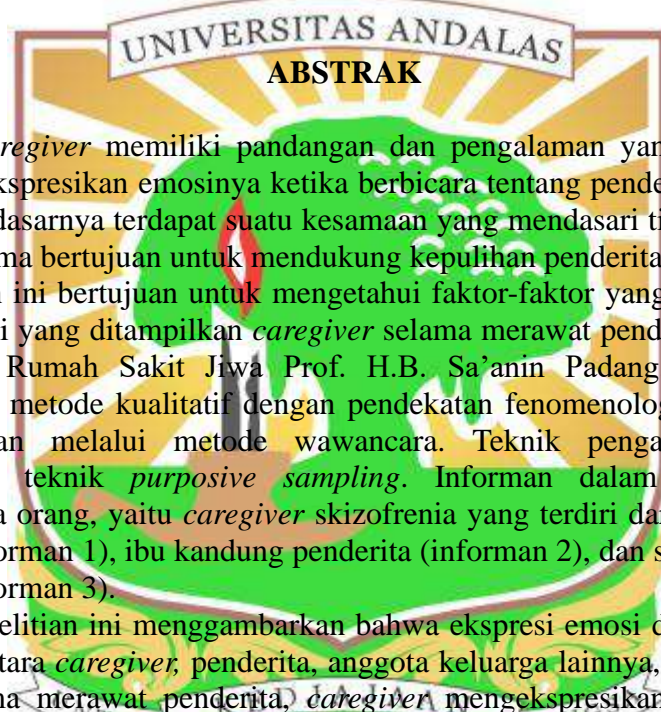 UNIVERSITAS ANDALAS
ABSTRAK
regiver memiliki pandangan dan pengalaman yan
kspresikan emosinya ketika berbicara tentang pende
dasarnya terdapat suatu kesamaan yang mendasari ti
ma bertujuan untuk mendukung kepulihan penderita
ini bertujuan untuk mengetahui faktor-faktor yang
i yang ditampilkan caregiver selama merawat pend
Rumah Sakit Jiwa Prof. H.B. Sa’anin Padang
metode kualitatif dengan pendekatan fenomenolog
an melalui metode wawancara. Teknik penga
teknik purposive sampling. Informan dalam
a orang, yaitu caregiver skizofrenia yang terdiri da
orman 1), ibu kandung penderita (informan 2), dan s
orman 3).
elitian ini menggambarkan bahwa ekspresi emosi d
tara caregiver, penderita, anggota keluarga lainnya,
na merawat penderita, caregiver mengekspresikan